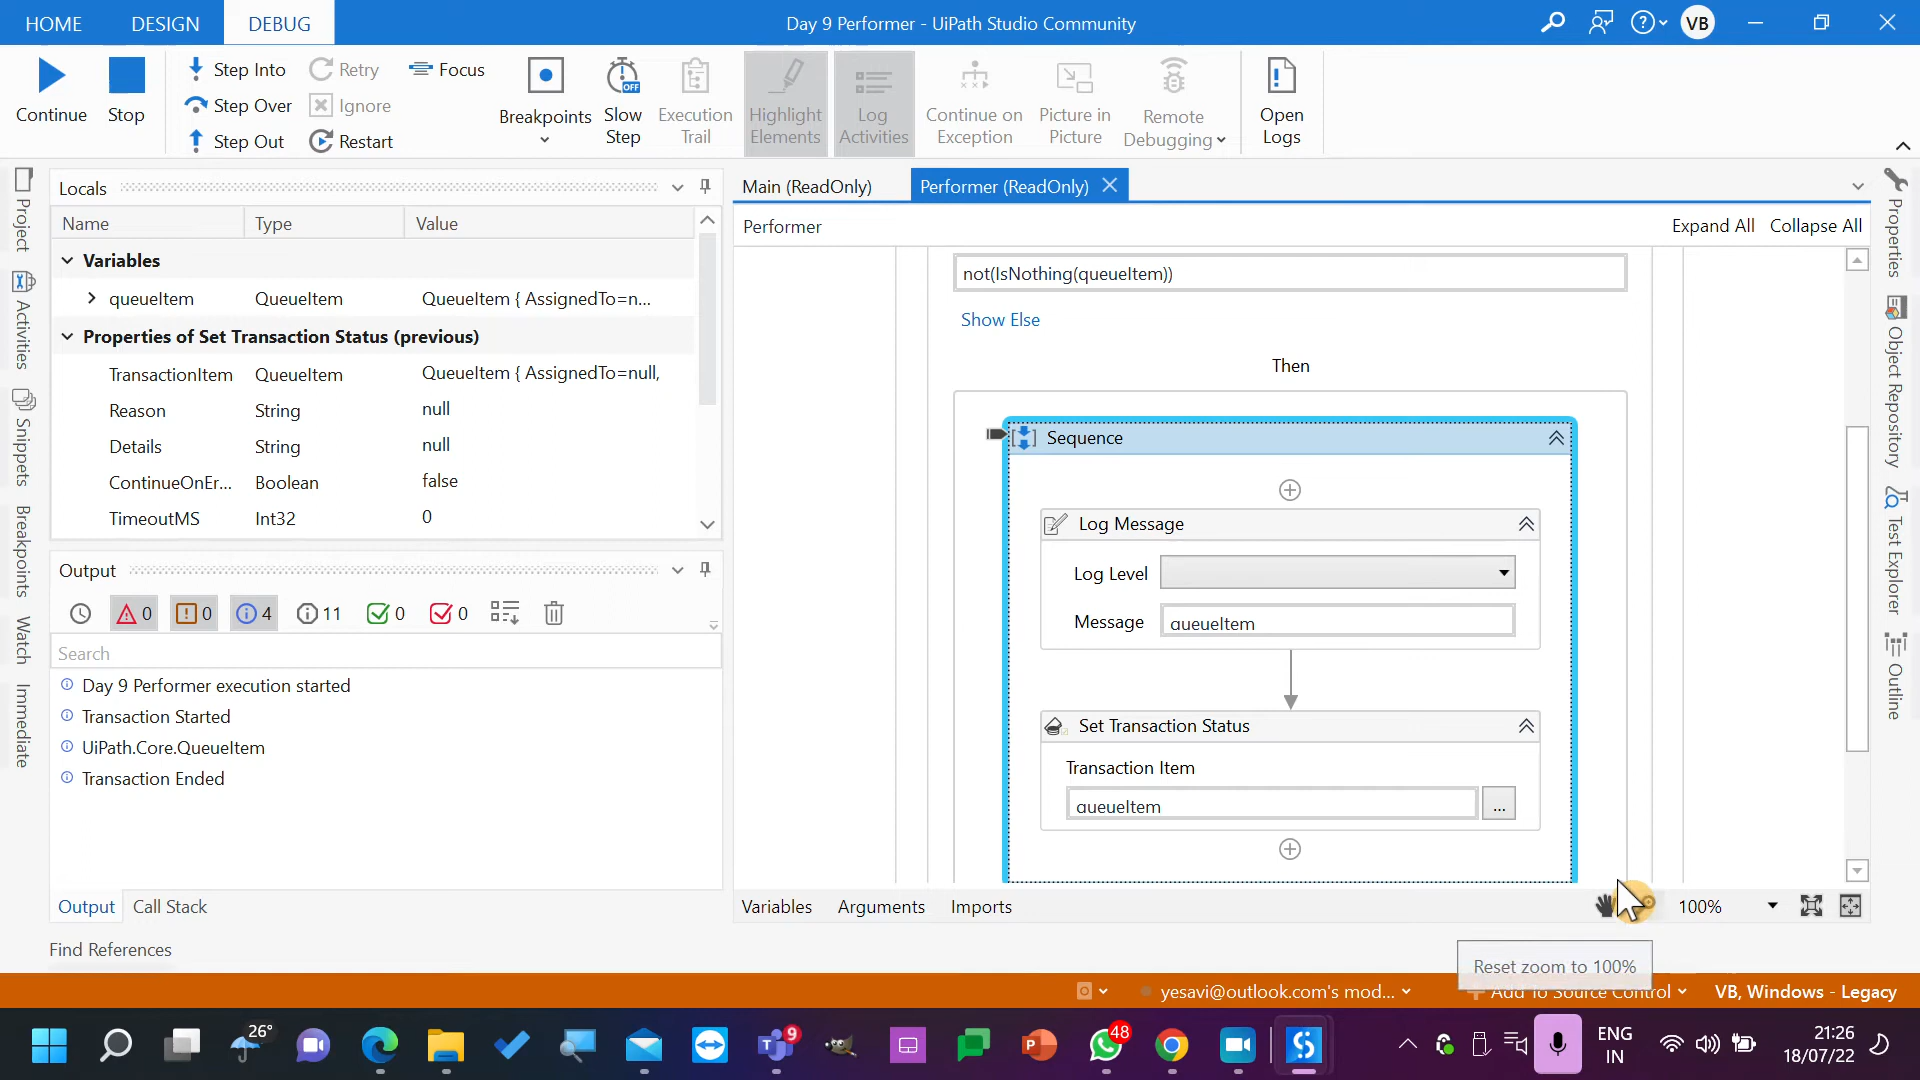 HOME DESIGN DEBUG Day 9 Performer - UiPath Studio Community VB
Continue Stop Step Into Step Over Step Out Retry Ignore Restart Focus Breakpoints Slow Step Execution Trail Highlight Elements Log Activities Continue on Exception Picture in Picture Remote Debugging Open Logs
OFF
Project
Activities
Snippets
Breakpoints
Watch
Immediate
Locals
Name Type Value
Variables
queueItem QueueItem QueueItem { AssignedTo=n...
Properties of Set Transaction Status (previous)
TransactionItem QueueItem QueueItem { AssignedTo=null,
Reason String null
Details String null
ContinueOnEr... Boolean false
TimeoutMS Int32 0
Output
0 0 4 11 0 0
Search
Day 9 Performer execution started
Transaction Started
UiPath.Core.QueueItem
Transaction Ended
Output Call Stack
Find References
Main (ReadOnly) Performer (ReadOnly)
Performer Expand All Collapse All
not(IsNothing(queueItem))
Show Else
Then
Sequence
Log Message
Log Level
Message queueItem
Set Transaction Status
Transaction Item
queueItem ...
Variables Arguments Imports 100%
Reset zoom to 100%
Properties
Object Repository
Test Explorer
Outline
yesavi@outlook.com's mod... Add To Source Control VB, Windows - Legacy
26° 9 48 ENG IN 21:26 18/07/22